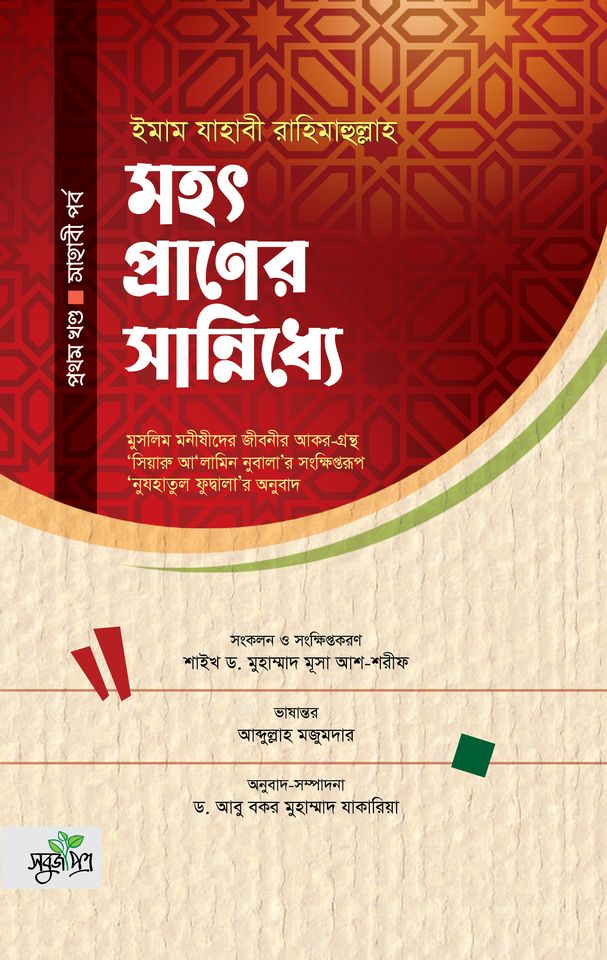 ইমাম যাহাবী রাহিমাহুল্লাহ
মহৎ
প্রাণের
সান্নিধ্যে
প্রথম খণ্ড ■ সাহাবী পর্ব
মুসলিম মনীষীদের জীবনীর আকর-গ্রন্থ
‘সিয়ারু আ‘লামিন নুবালা’র সংক্ষিপ্তরূপ
‘নুযহাতুল ফুদ্বালা’র অনুবাদ
সংকলন ও সংক্ষিপ্তকরণ
শাইখ ড. মুহাম্মাদ মূসা আশ-শরীফ
ভাষান্তর
আব্দুল্লাহ মজুমদার
অনুবাদ-সম্পাদনা
ড. আবু বকর মুহাম্মাদ যাকারিয়া
সবুজপত্র